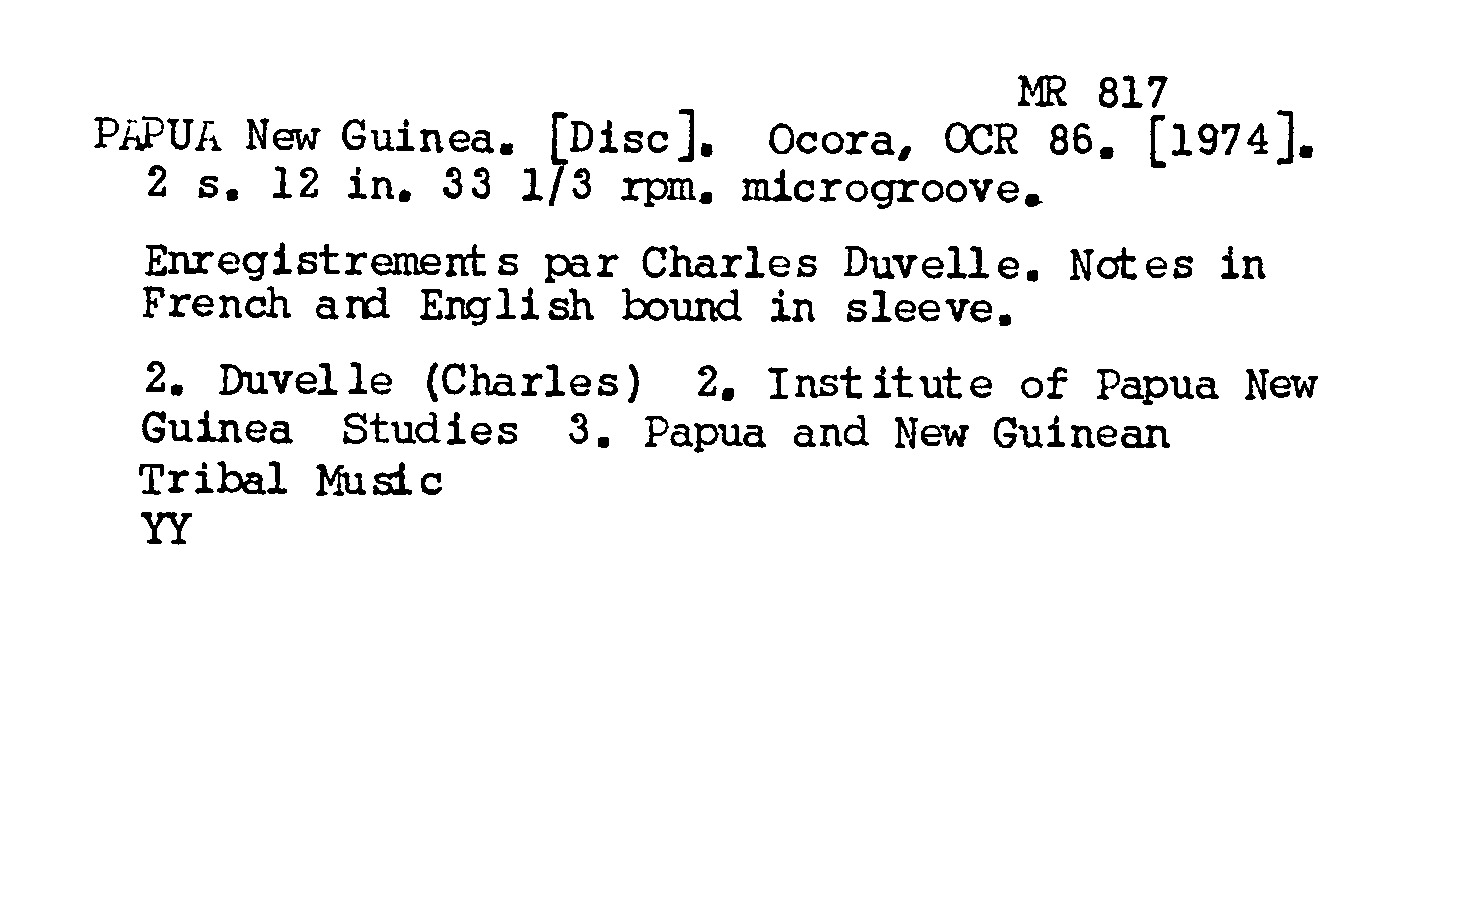 MR 817
PAPUA New Guinea. [Disc]. Ocora, OCR 86. [1974].
2 s. 12 in. 33 1/3 rpm. microgroove.
Enregistrements par Charles Duvelle. Notes in
French and English bound in sleeve.
2. Duvelle (Charles) 2. Institute of Papua New
Guinea Studies 3. Papua and New Guinean
Tribal Music
YY